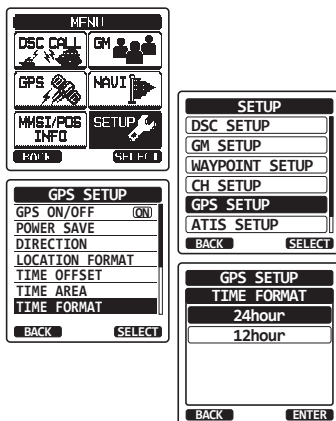 MENU
DSC CALL GM
GPS NAVI
MMSI/POS INFO SETUP
BACK SELECT
SETUP
DSC SETUP
GM SETUP
WAYPOINT SETUP
CH SETUP
GPS SETUP
ATIS SETUP
BACK SELECT
GPS SETUP
GPS ON/OFF ON
POWER SAVE
DIRECTION
LOCATION FORMAT
TIME OFFSET
TIME AREA
TIME FORMAT
BACK SELECT
GPS SETUP
TIME FORMAT
24hour
12hour
BACK ENTER